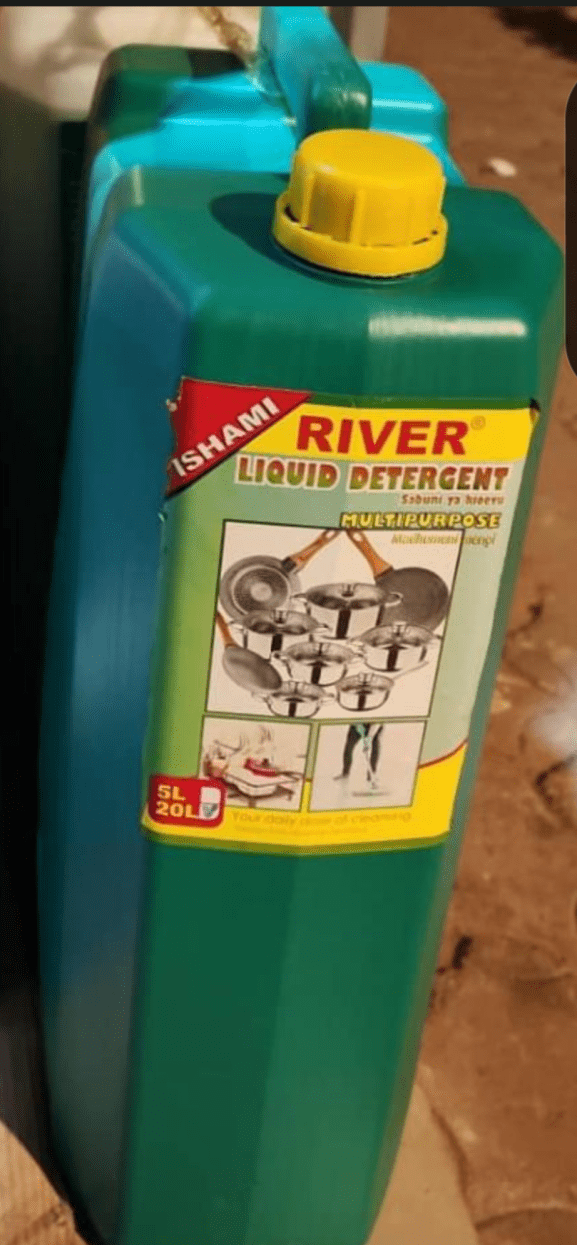 ISHAMI
RIVER®
LIQUID DETERGENT
Sabuni ya kioevu
MULTIPURPOSE
5L
20L
Your daily dose of cleaning